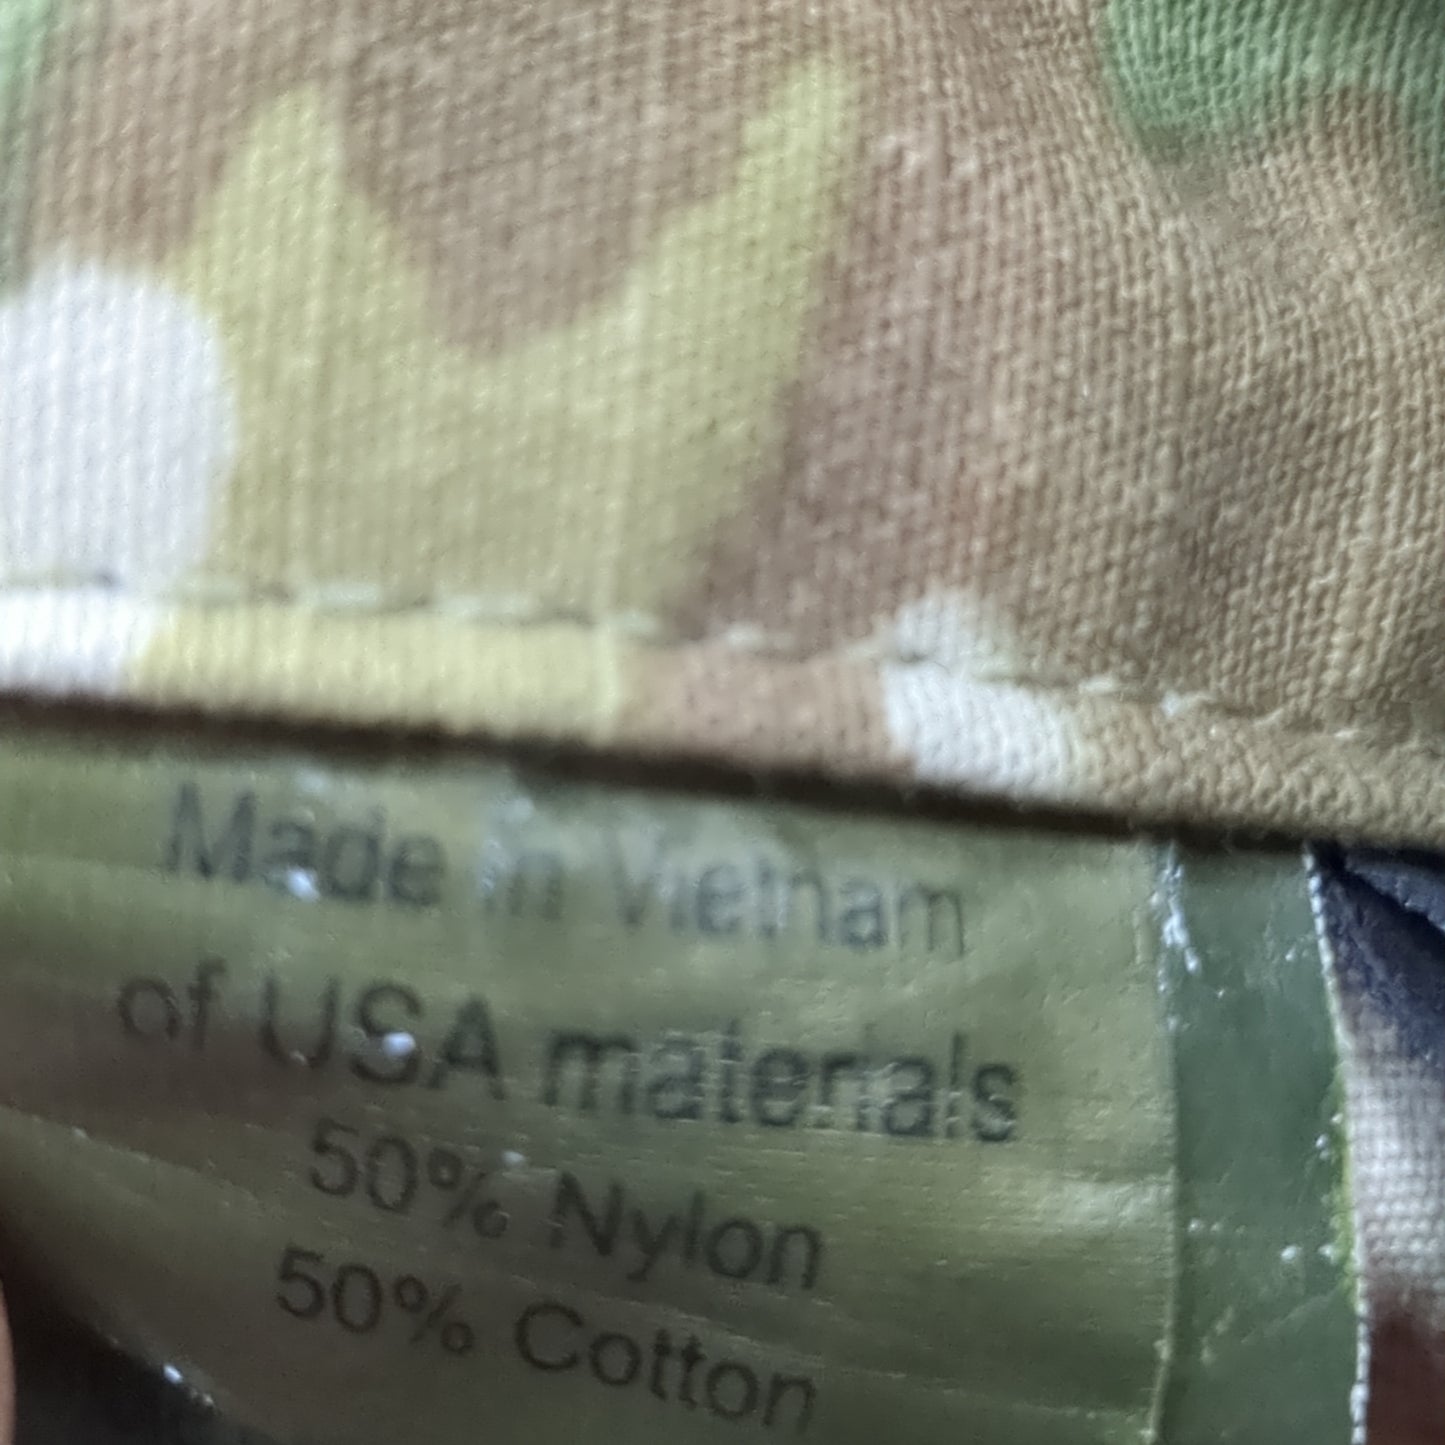 Made in Vietnam
of USA materials
50% Nylon
50% Cotton